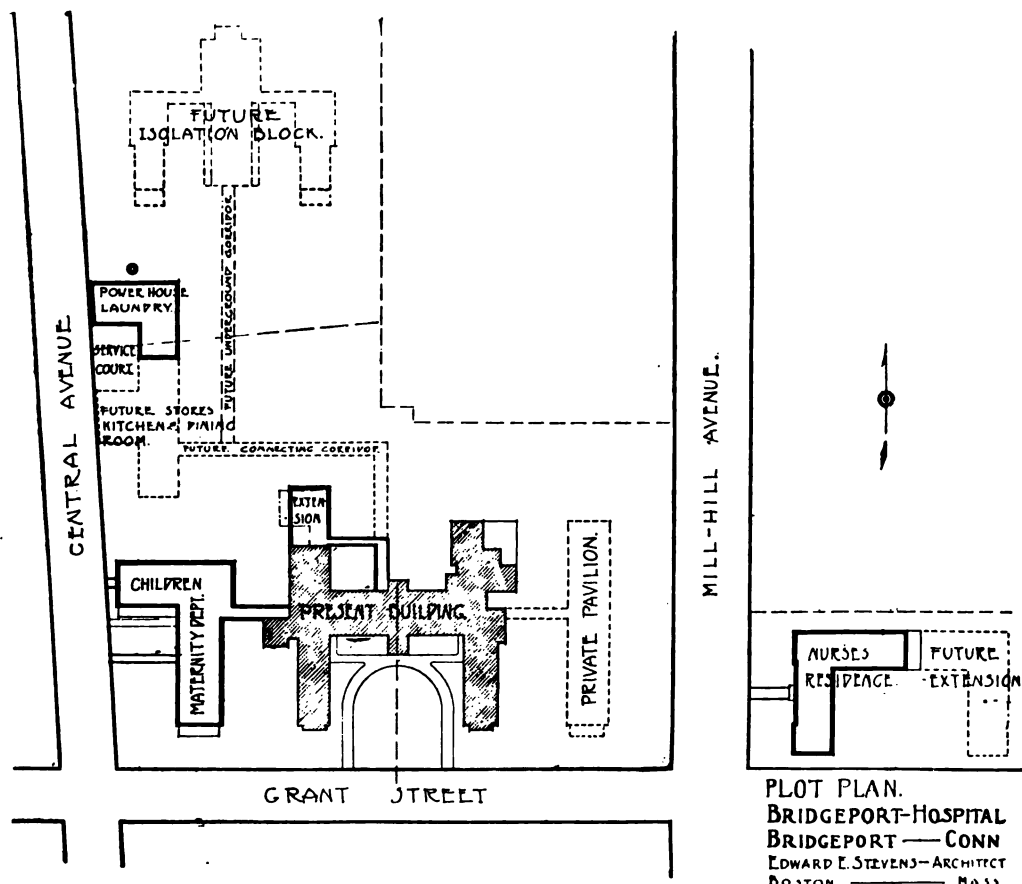 FUTURE
ISOLATION BLOCK.
FUTURE UNDERGROUND CORRIDOR
POWER HOUSE
LAUNDRY.
SERVICE
COURT
CENTRAL AVENUE
FUTURE STORES
KITCHEN & DINING
ROOM.
FUTURE CONNECTING CORRIDOR
EXTEN-
SION
MILL-HILL AVENUE.
CHILDREN
MATERNITY DEPT.
PRESENT BUILDING
PRIVATE PAVILION.
NURSES
RESIDENCE.
FUTURE
EXTENSION
GRANT STREET
PLOT PLAN.
BRIDGEPORT-HOSPITAL
BRIDGEPORT — CONN
EDWARD E. STEVENS-ARCHITECT
BOSTON — MASS